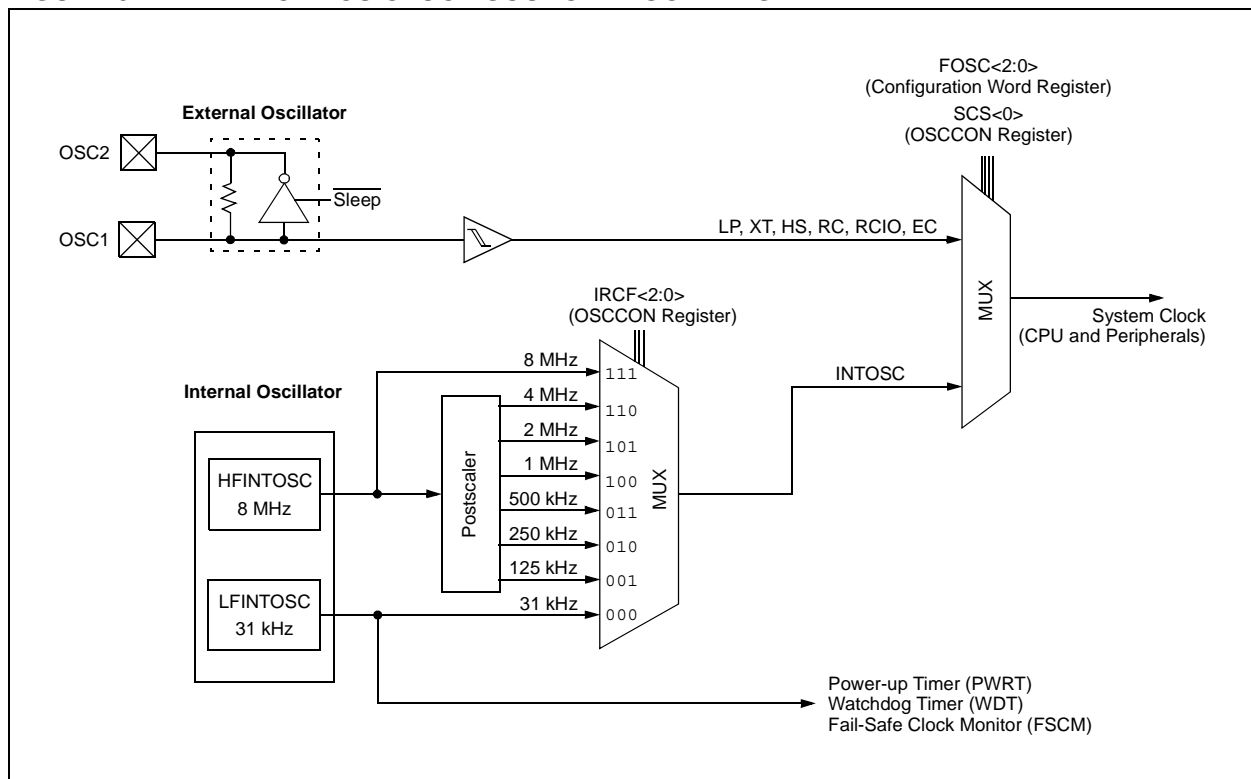 FOSC<2:0>
(Configuration Word Register)
SCS<0>
(OSCCON Register)
External Oscillator
OSC2
Sleep
OSC1
LP, XT, HS, RC, RCIO, EC
MUX
System Clock
(CPU and Peripherals)
IRCF<2:0>
(OSCCON Register)
INTOSC
Internal Oscillator
HFINTOSC
8 MHz
LFINTOSC
31 kHz
Postscaler
8 MHz
4 MHz
2 MHz
1 MHz
500 kHz
250 kHz
125 kHz
31 kHz
111
110
101
100
011
010
001
000
MUX
Power-up Timer (PWRT)
Watchdog Timer (WDT)
Fail-Safe Clock Monitor (FSCM)